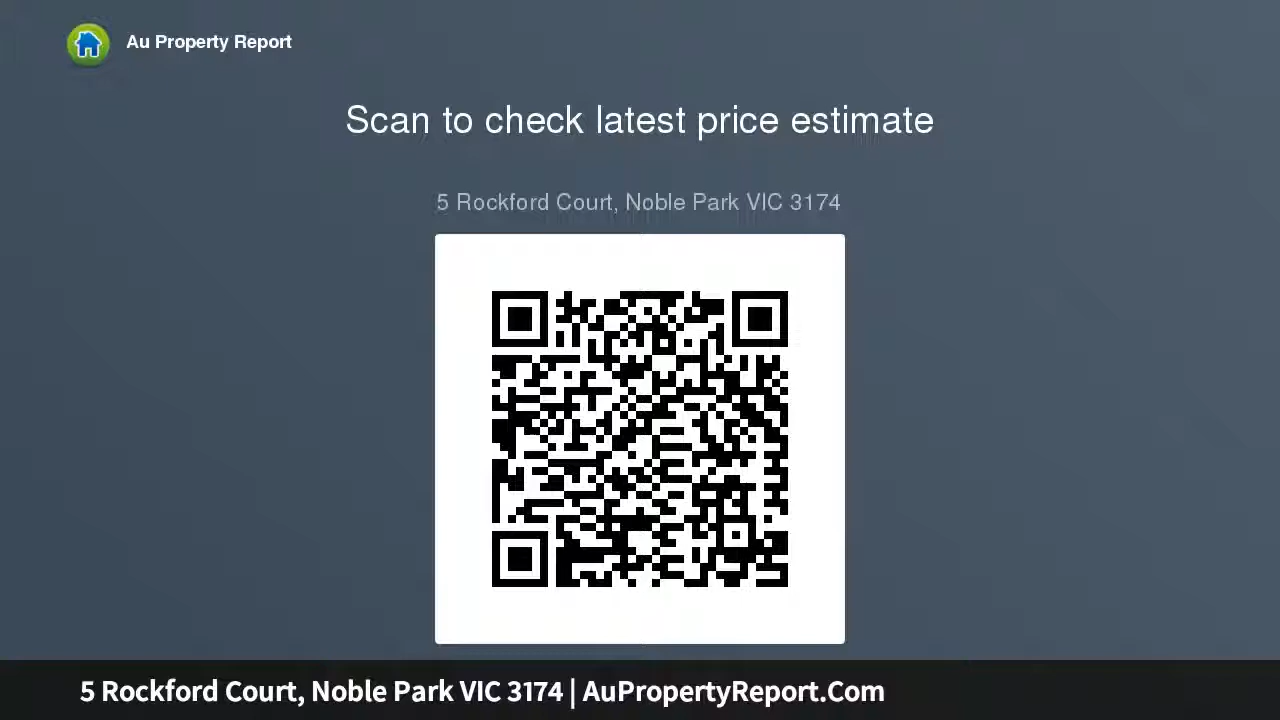 Au Property Report
Scan to check latest price estimate
5 Rockford Court, Noble Park VIC 3174
5 Rockford Court, Noble Park VIC 3174 | AuPropertyReport.Com